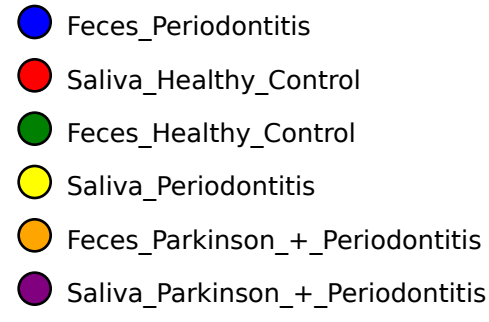 Feces_Periodontitis
Saliva_Healthy_Control
Feces_Healthy_Control
Saliva_Periodontitis
Feces_Parkinson_+_Periodontitis
Saliva_Parkinson_+_Periodontitis